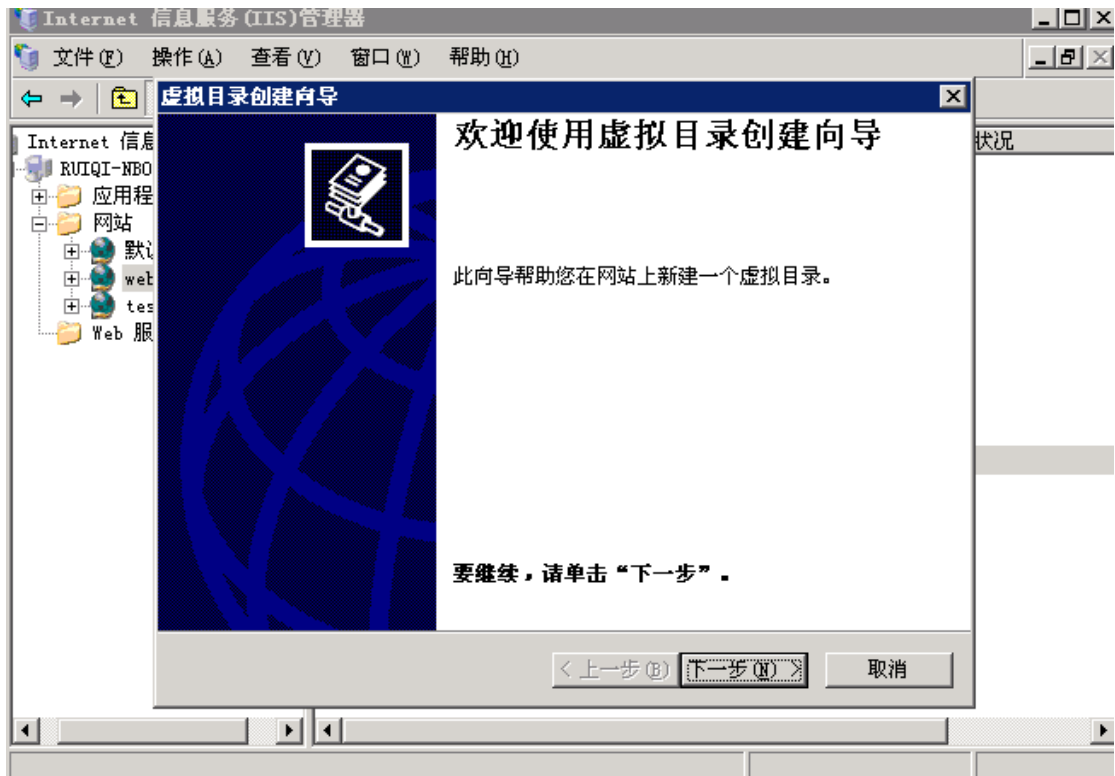 Internet 信息服务(IIS)管理器
文件(F) 操作(A) 查看(V) 窗口(W) 帮助(H)
虚拟目录创建向导
Internet 信息
RUIQI-NBO
应用程
网站
默认
web
tes
Web 服
状况
欢迎使用虚拟目录创建向导
此向导帮助您在网站上新建一个虚拟目录。
要继续，请单击“下一步”。
< 上一步(B) 下一步(N) > 取消